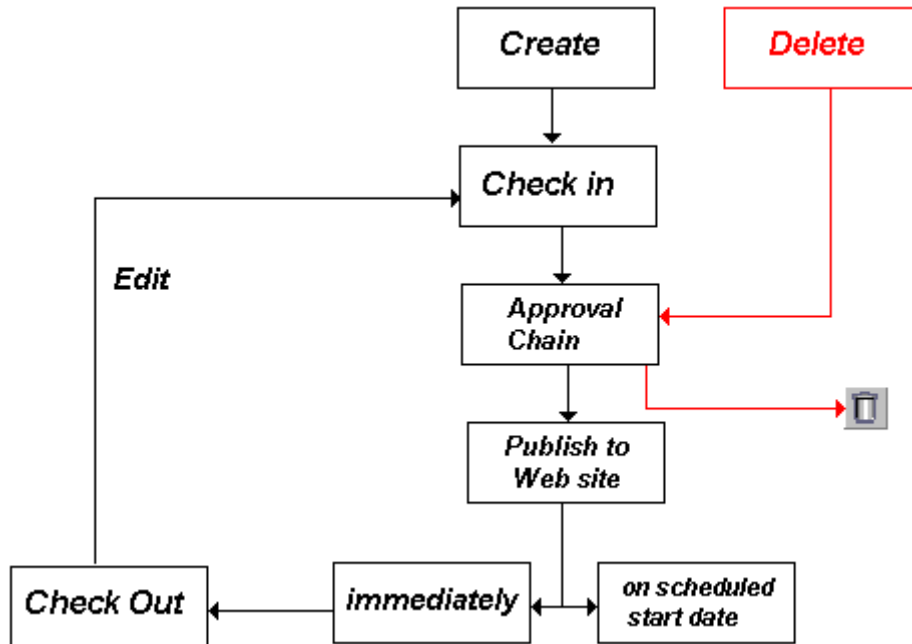 Create
Delete
Check in
Edit
Approval
Chain
Publish to
Web site
Check Out
immediately
on scheduled
start date